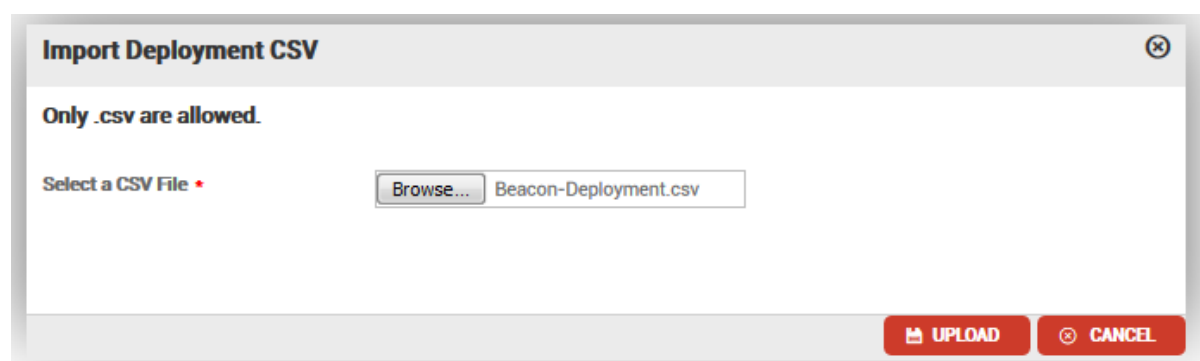 Import Deployment CSV
Only .csv are allowed.
Select a CSV File *
Browse... Beacon-Deployment.csv
UPLOAD CANCEL